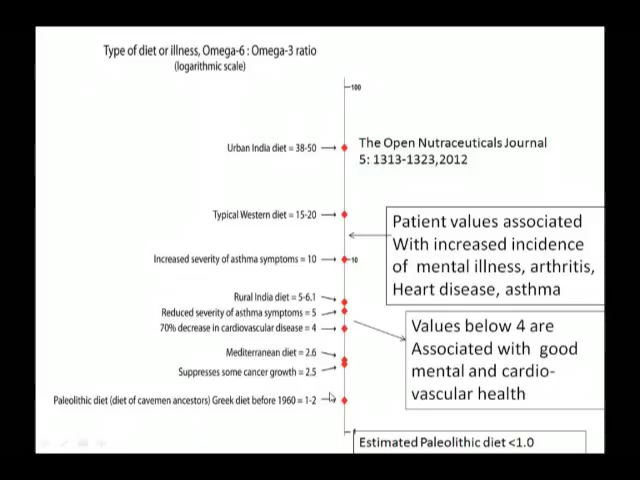 Type of diet or illness, Omega-6 : Omega-3 ratio
(logarithmic scale)
100
Urban India diet = 38-50
The Open Nutraceuticals Journal
5: 1313-1323,2012
Typical Western diet = 15-20
Patient values associated
With increased incidence
of mental illness, arthritis,
Heart disease, asthma
Increased severity of asthma symptoms = 10
10
Rural India diet = 5-6.1
Reduced severity of asthma symptoms = 5
70% decrease in cardiovascular disease = 4
Values below 4 are
Associated with good
mental and cardio-
vascular health
Mediterranean diet = 2.6
Suppresses some cancer growth = 2.5
Paleolithic diet (diet of cavemen ancestors) Greek diet before 1960 = 1-2
Estimated Paleolithic diet <1.0